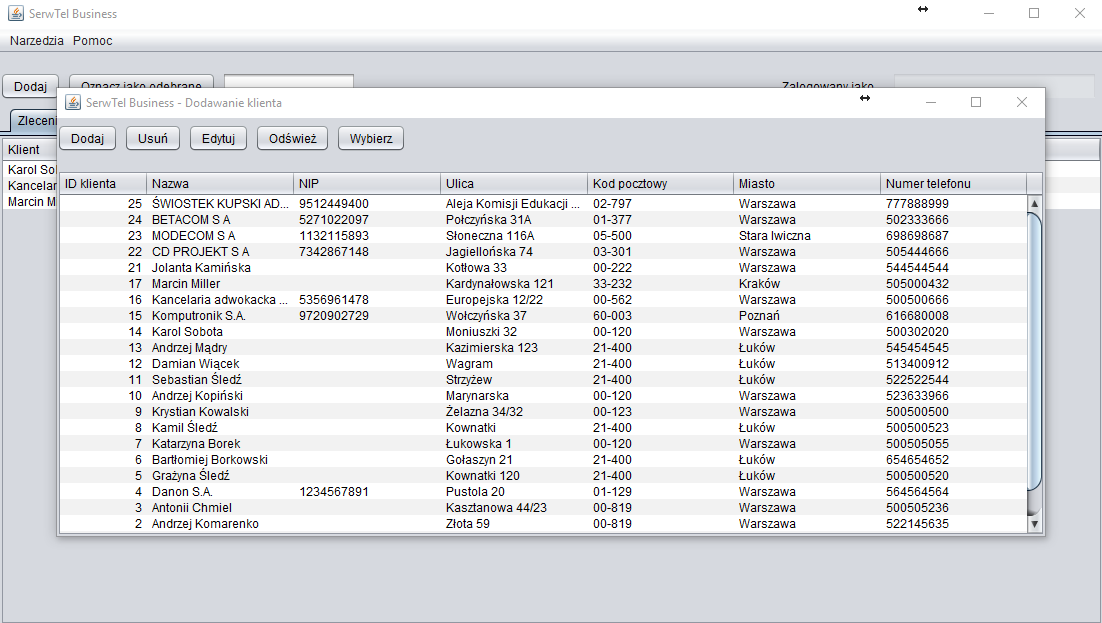 SerwTel Business
Narzedzia Pomoc
Dodaj Oznacz jako odebrane Zalogowany jako
SerwTel Business - Dodawanie klienta
Zleceni
Dodaj Usuń Edytuj Odśwież Wybierz
Klient
Karol So
Kancelar
Marcin M
ID klienta Nazwa NIP Ulica Kod pocztowy Miasto Numer telefonu
25 ŚWIOSTEK KUPSKI AD... 9512449400 Aleja Komisji Edukacji ... 02-797 Warszawa 777888999
24 BETACOM S A 5271022097 Połczyńska 31A 01-377 Warszawa 502333666
23 MODECOM S A 1132115893 Słoneczna 116A 05-500 Stara Iwiczna 698698687
22 CD PROJEKT S A 7342867148 Jagiellońska 74 03-301 Warszawa 505444666
21 Jolanta Kamińska Kotłowa 33 00-222 Warszawa 544544544
17 Marcin Miller Kardynałowska 121 33-232 Kraków 505000432
16 Kancelaria adwokacka ... 5356961478 Europejska 12/22 00-562 Warszawa 500500666
15 Komputronik S.A. 9720902729 Wołczyńska 37 60-003 Poznań 616680008
14 Karol Sobota Moniuszki 32 00-120 Warszawa 500302020
13 Andrzej Mądry Kazimierska 123 21-400 Łuków 545454545
12 Damian Wiącek Wagram 21-400 Łuków 513400912
11 Sebastian Śledź Strzyżew 21-400 Łuków 522522544
10 Andrzej Kopiński Marynarska 00-120 Warszawa 523633966
9 Krystian Kowalski Żelazna 34/32 00-123 Warszawa 500500500
8 Kamil Śledź Kownatki 21-400 Łuków 500500523
7 Katarzyna Borek Łukowska 1 00-120 Warszawa 500505055
6 Bartłomiej Borkowski Gołaszyn 21 21-400 Łuków 654654652
5 Grażyna Śledź Kownatki 120 21-400 Łuków 500500520
4 Danon S.A. 1234567891 Pustola 20 01-129 Warszawa 564564564
3 Antonii Chmiel Kasztanowa 44/23 00-819 Warszawa 500505236
2 Andrzej Komarenko Złota 59 00-819 Warszawa 522145635